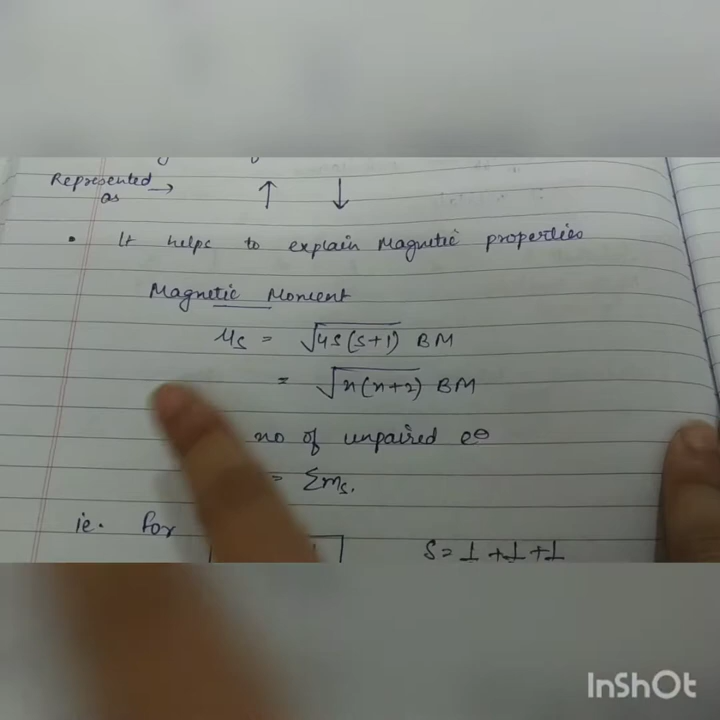 Represented →
as ↑ ↓
• It helps to explain Magnetic properties
Magnetic Moment
μs = √4s(s+1) BM
= √n(n+2) BM
no of unpaired e⊖
= Σms.
ie. for
S =
InShOt